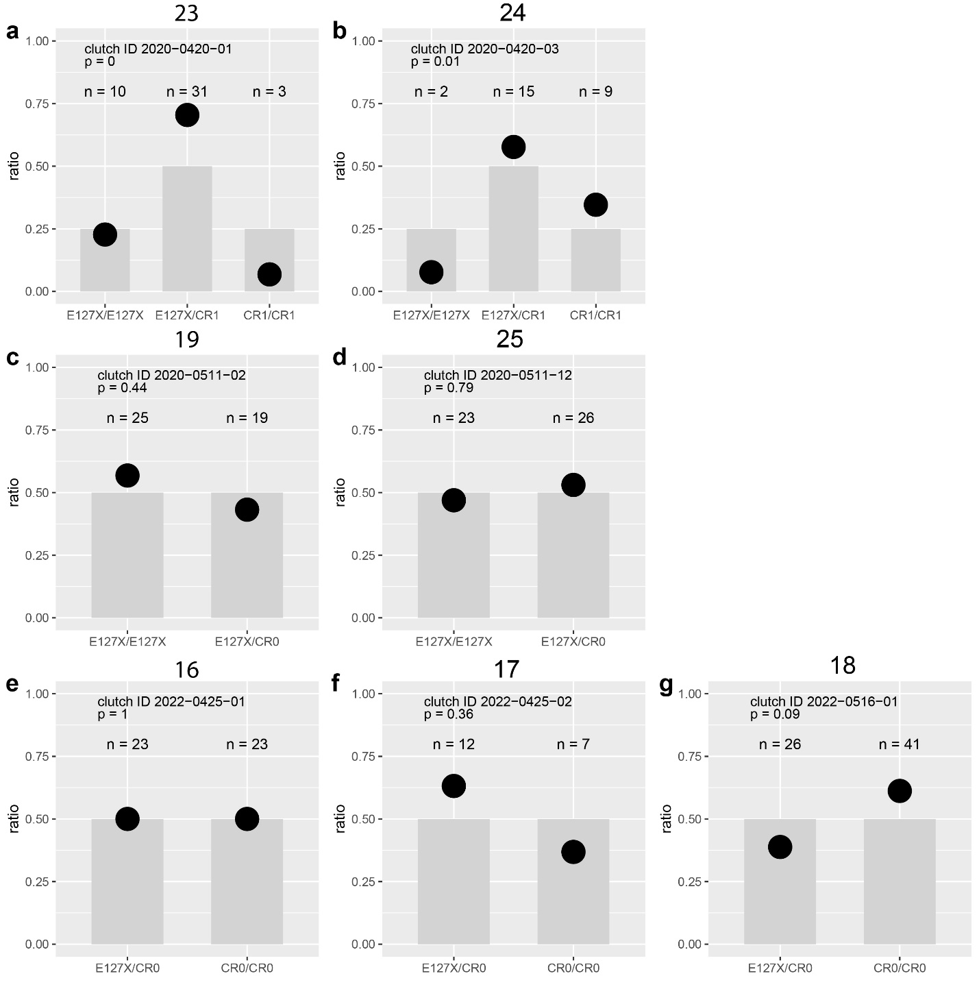 23
a
clutch ID 2020−0420−01
p = 0
n = 10 n = 31 n = 3
1.00
0.75
0.50
0.25
0.00
ratio
E127X/E127X E127X/CR1 CR1/CR1
24
b
clutch ID 2020−0420−03
p = 0.01
n = 2 n = 15 n = 9
1.00
0.75
0.50
0.25
0.00
ratio
E127X/E127X E127X/CR1 CR1/CR1
19
c
clutch ID 2020−0511−02
p = 0.44
n = 25 n = 19
1.00
0.75
0.50
0.25
0.00
ratio
E127X/E127X E127X/CR0
25
d
clutch ID 2020−0511−12
p = 0.79
n = 23 n = 26
1.00
0.75
0.50
0.25
0.00
ratio
E127X/E127X E127X/CR0
16
e
clutch ID 2022−0425−01
p = 1
n = 23 n = 23
1.00
0.75
0.50
0.25
0.00
ratio
E127X/CR0 CR0/CR0
17
f
clutch ID 2022−0425−02
p = 0.36
n = 12 n = 7
1.00
0.75
0.50
0.25
0.00
ratio
E127X/CR0 CR0/CR0
18
g
clutch ID 2022−0516−01
p = 0.09
n = 26 n = 41
1.00
0.75
0.50
0.25
0.00
ratio
E127X/CR0 CR0/CR0